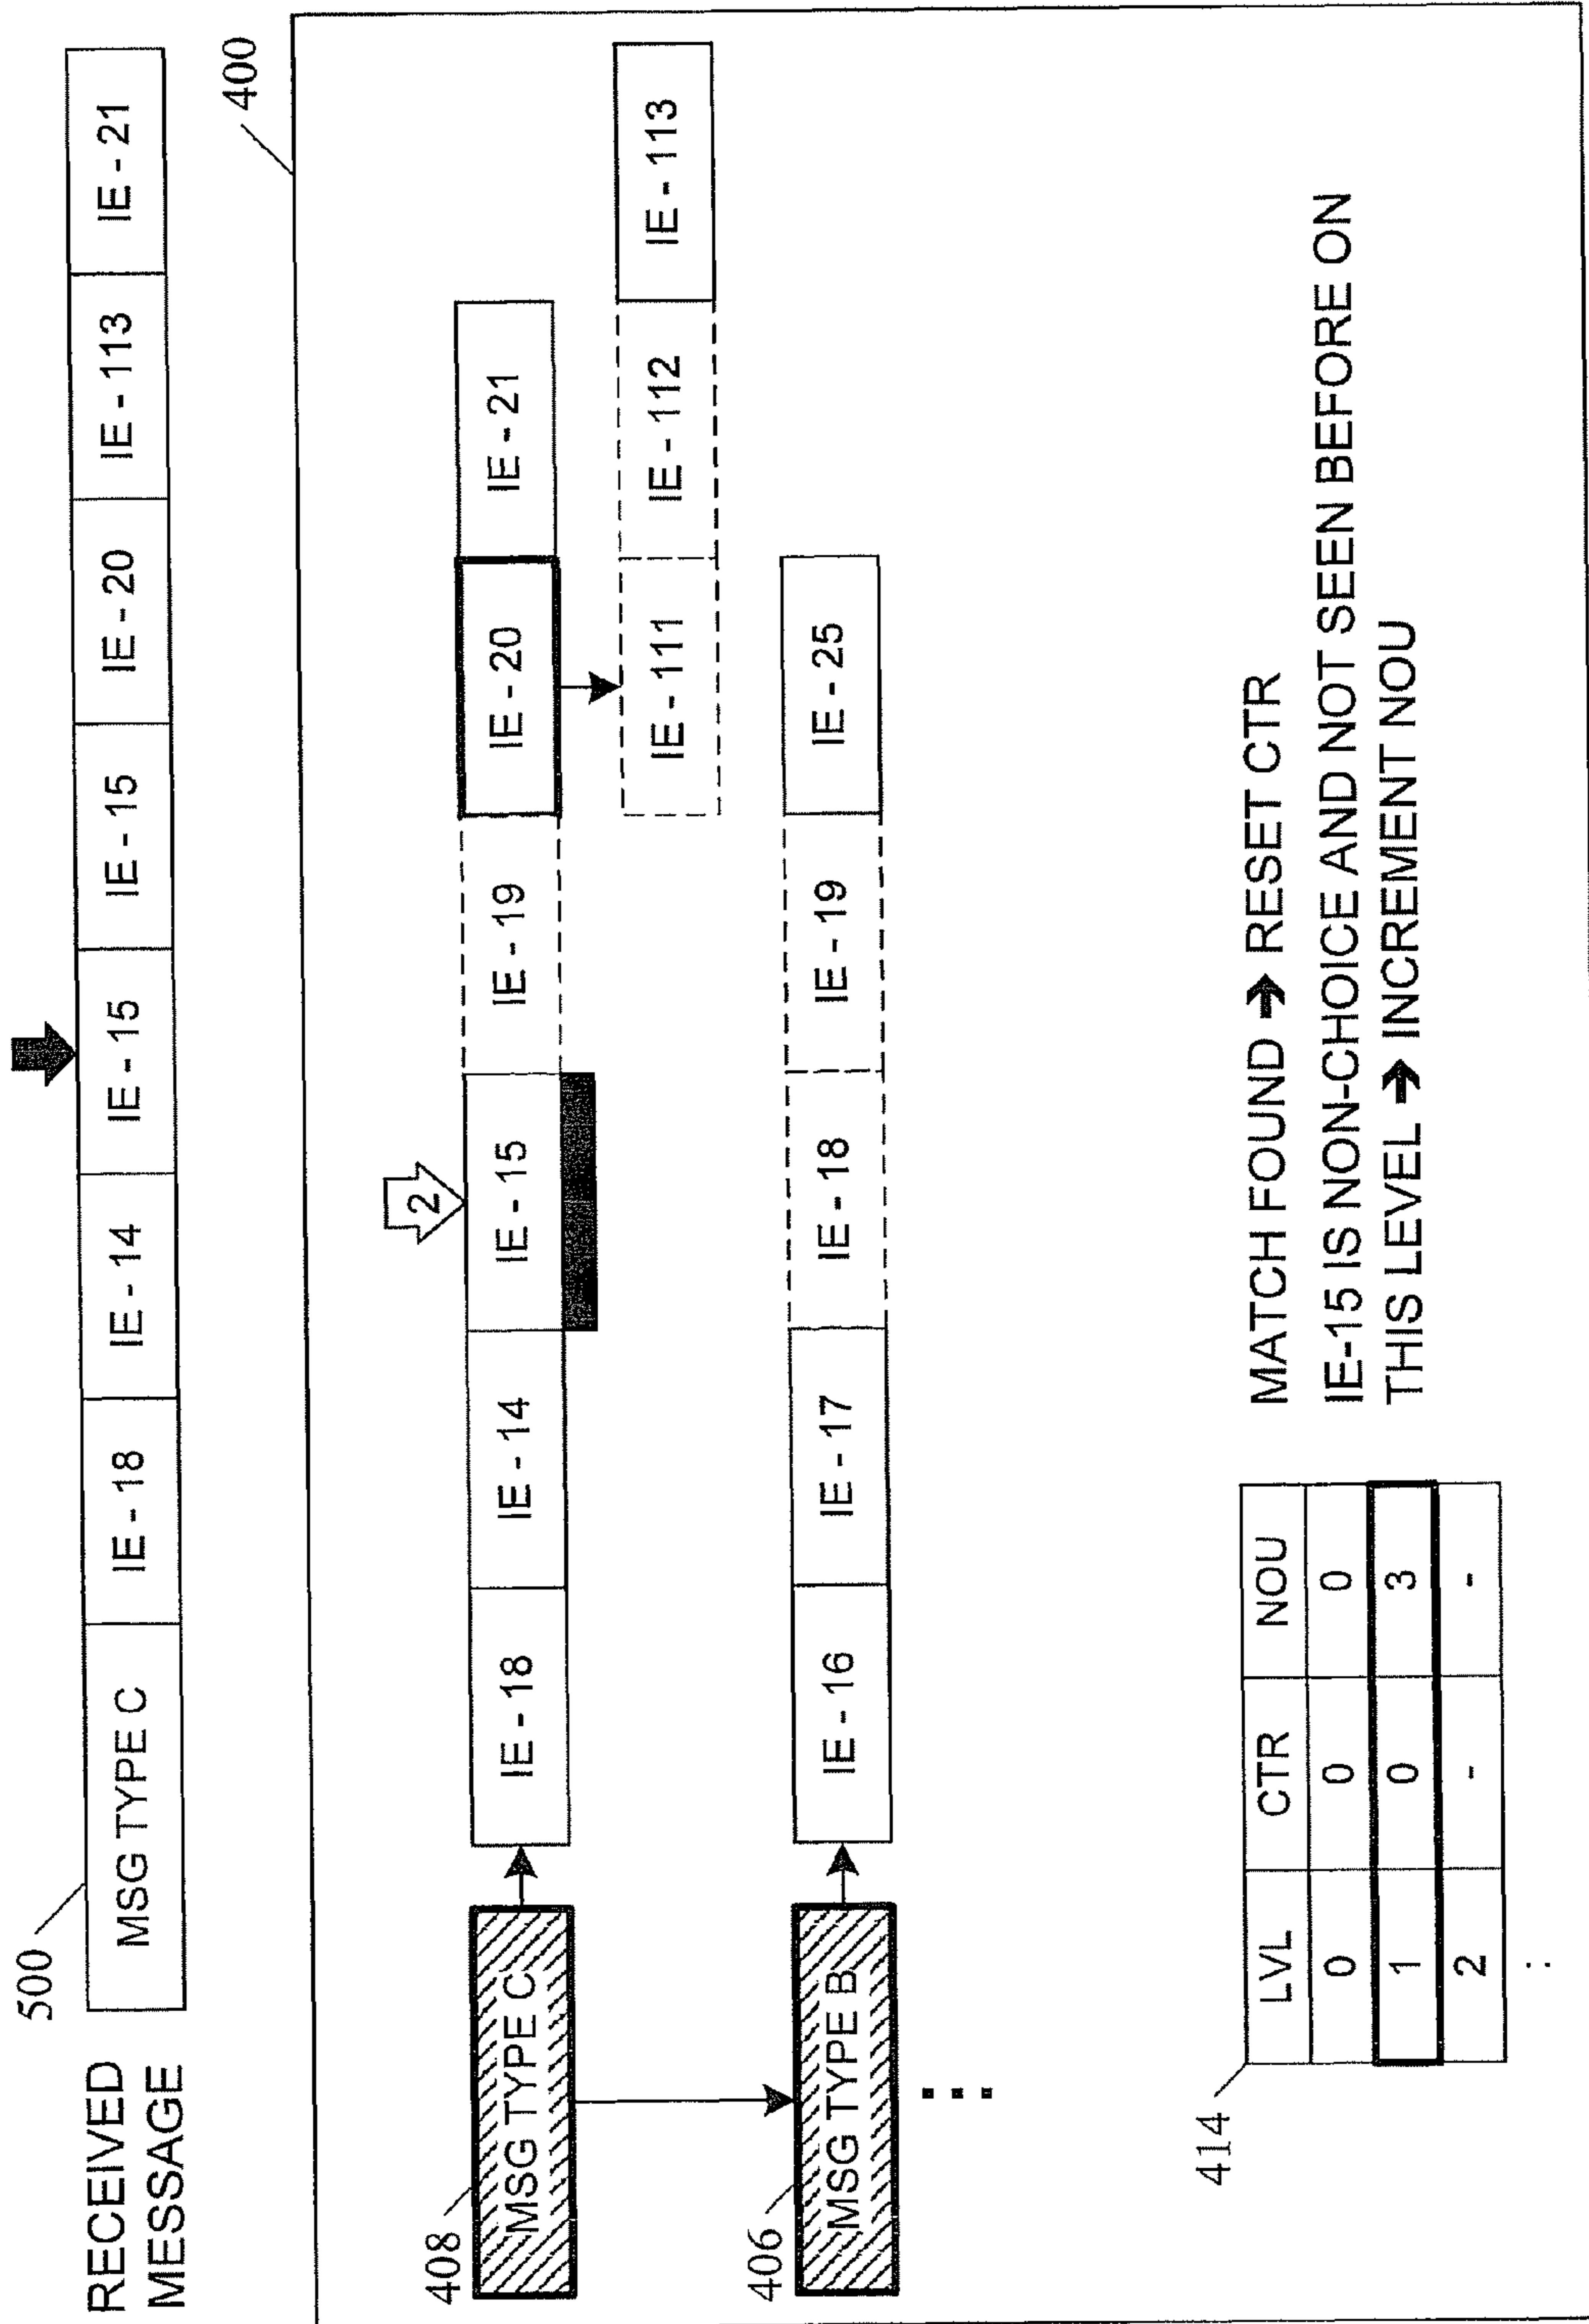 500
RECEIVED
MESSAGE
MSG TYPE C
IE - 18
IE - 14
IE - 15
IE - 15
IE - 20
IE - 113
IE - 21
400
2
408
MSG TYPE C
IE - 18
IE - 14
IE - 15
IE - 19
IE - 20
IE - 21
IE - 111
IE - 112
IE - 113
406
MSG TYPE B
IE - 16
IE - 17
IE - 18
IE - 19
IE - 25
414
LVL CTR NOU
0 0 0
1 0 3
2 - -
:
MATCH FOUND ➔ RESET CTR
IE-15 IS NON-CHOICE AND NOT SEEN BEFORE ON
THIS LEVEL ➔ INCREMENT NOU